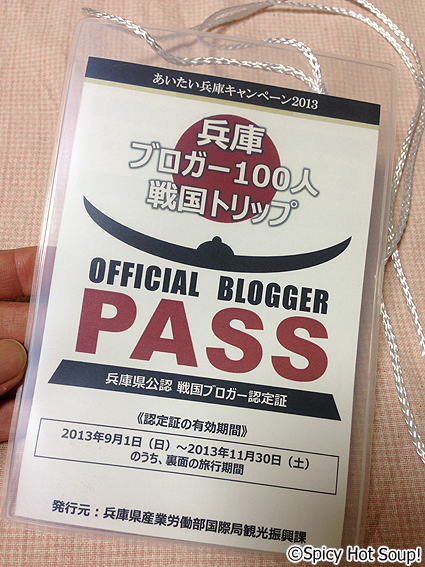 あいたい兵庫キャンペーン2013
兵庫
ブロガー100人
戦国トリップ
OFFICIAL BLOGGER
PASS
兵庫県公認 戦国ブロガー認定証
《認定証の有効期間》
2013年9月1日（日）〜2013年11月30日（土）
のうち、裏面の旅行期間
発行元：兵庫県産業労働部国際局観光振興課
©Spicy Hot Soup!